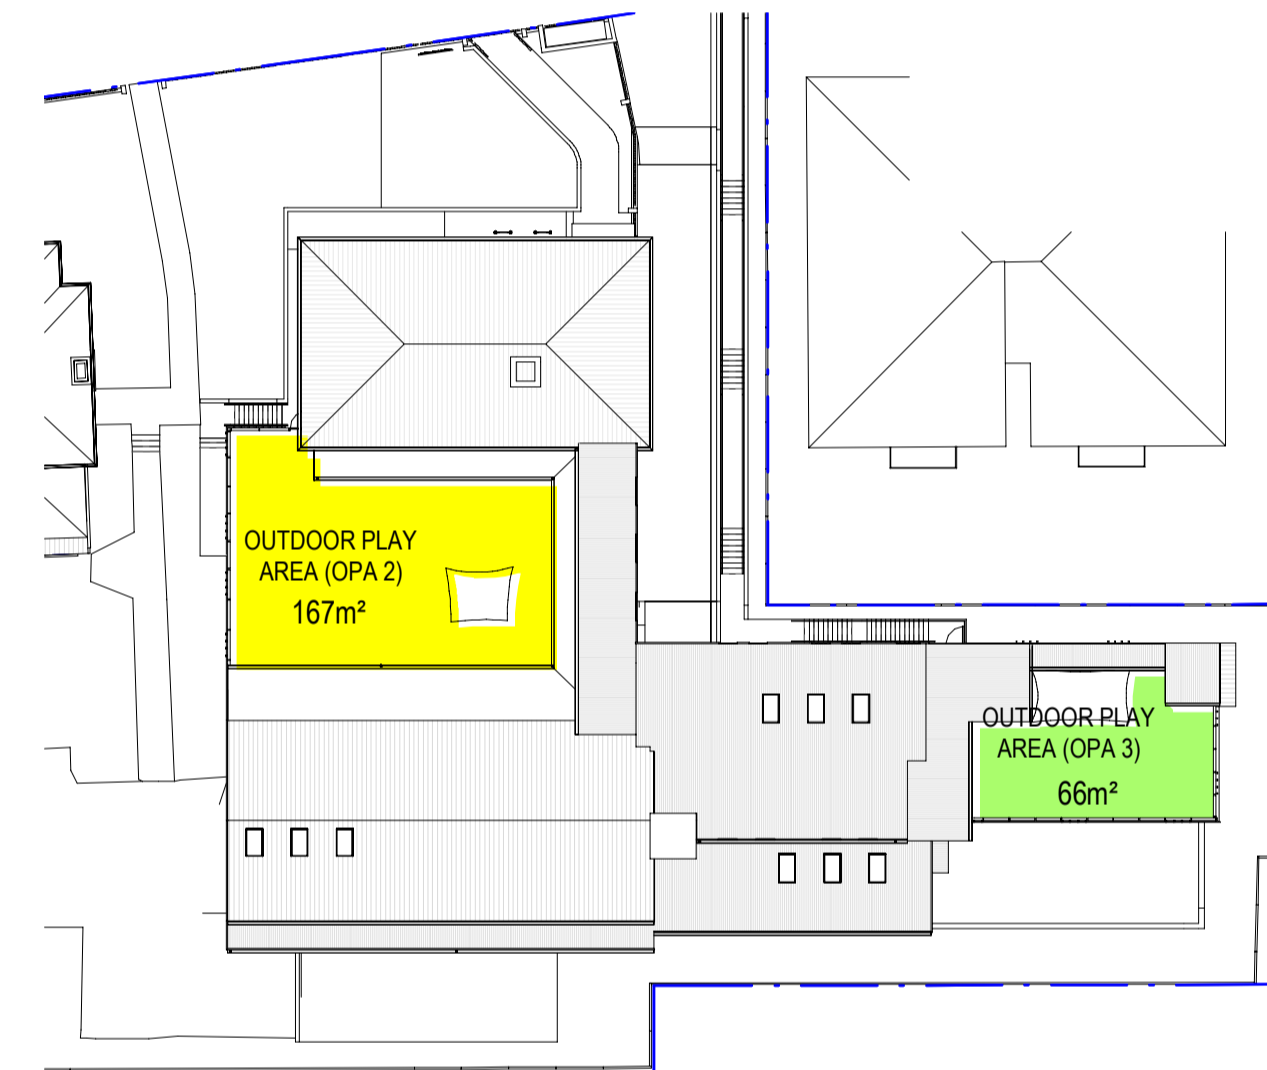 OUTDOOR PLAY
AREA (OPA 2)
167m²
OUTDOOR PLAY
AREA (OPA 3)
66m²